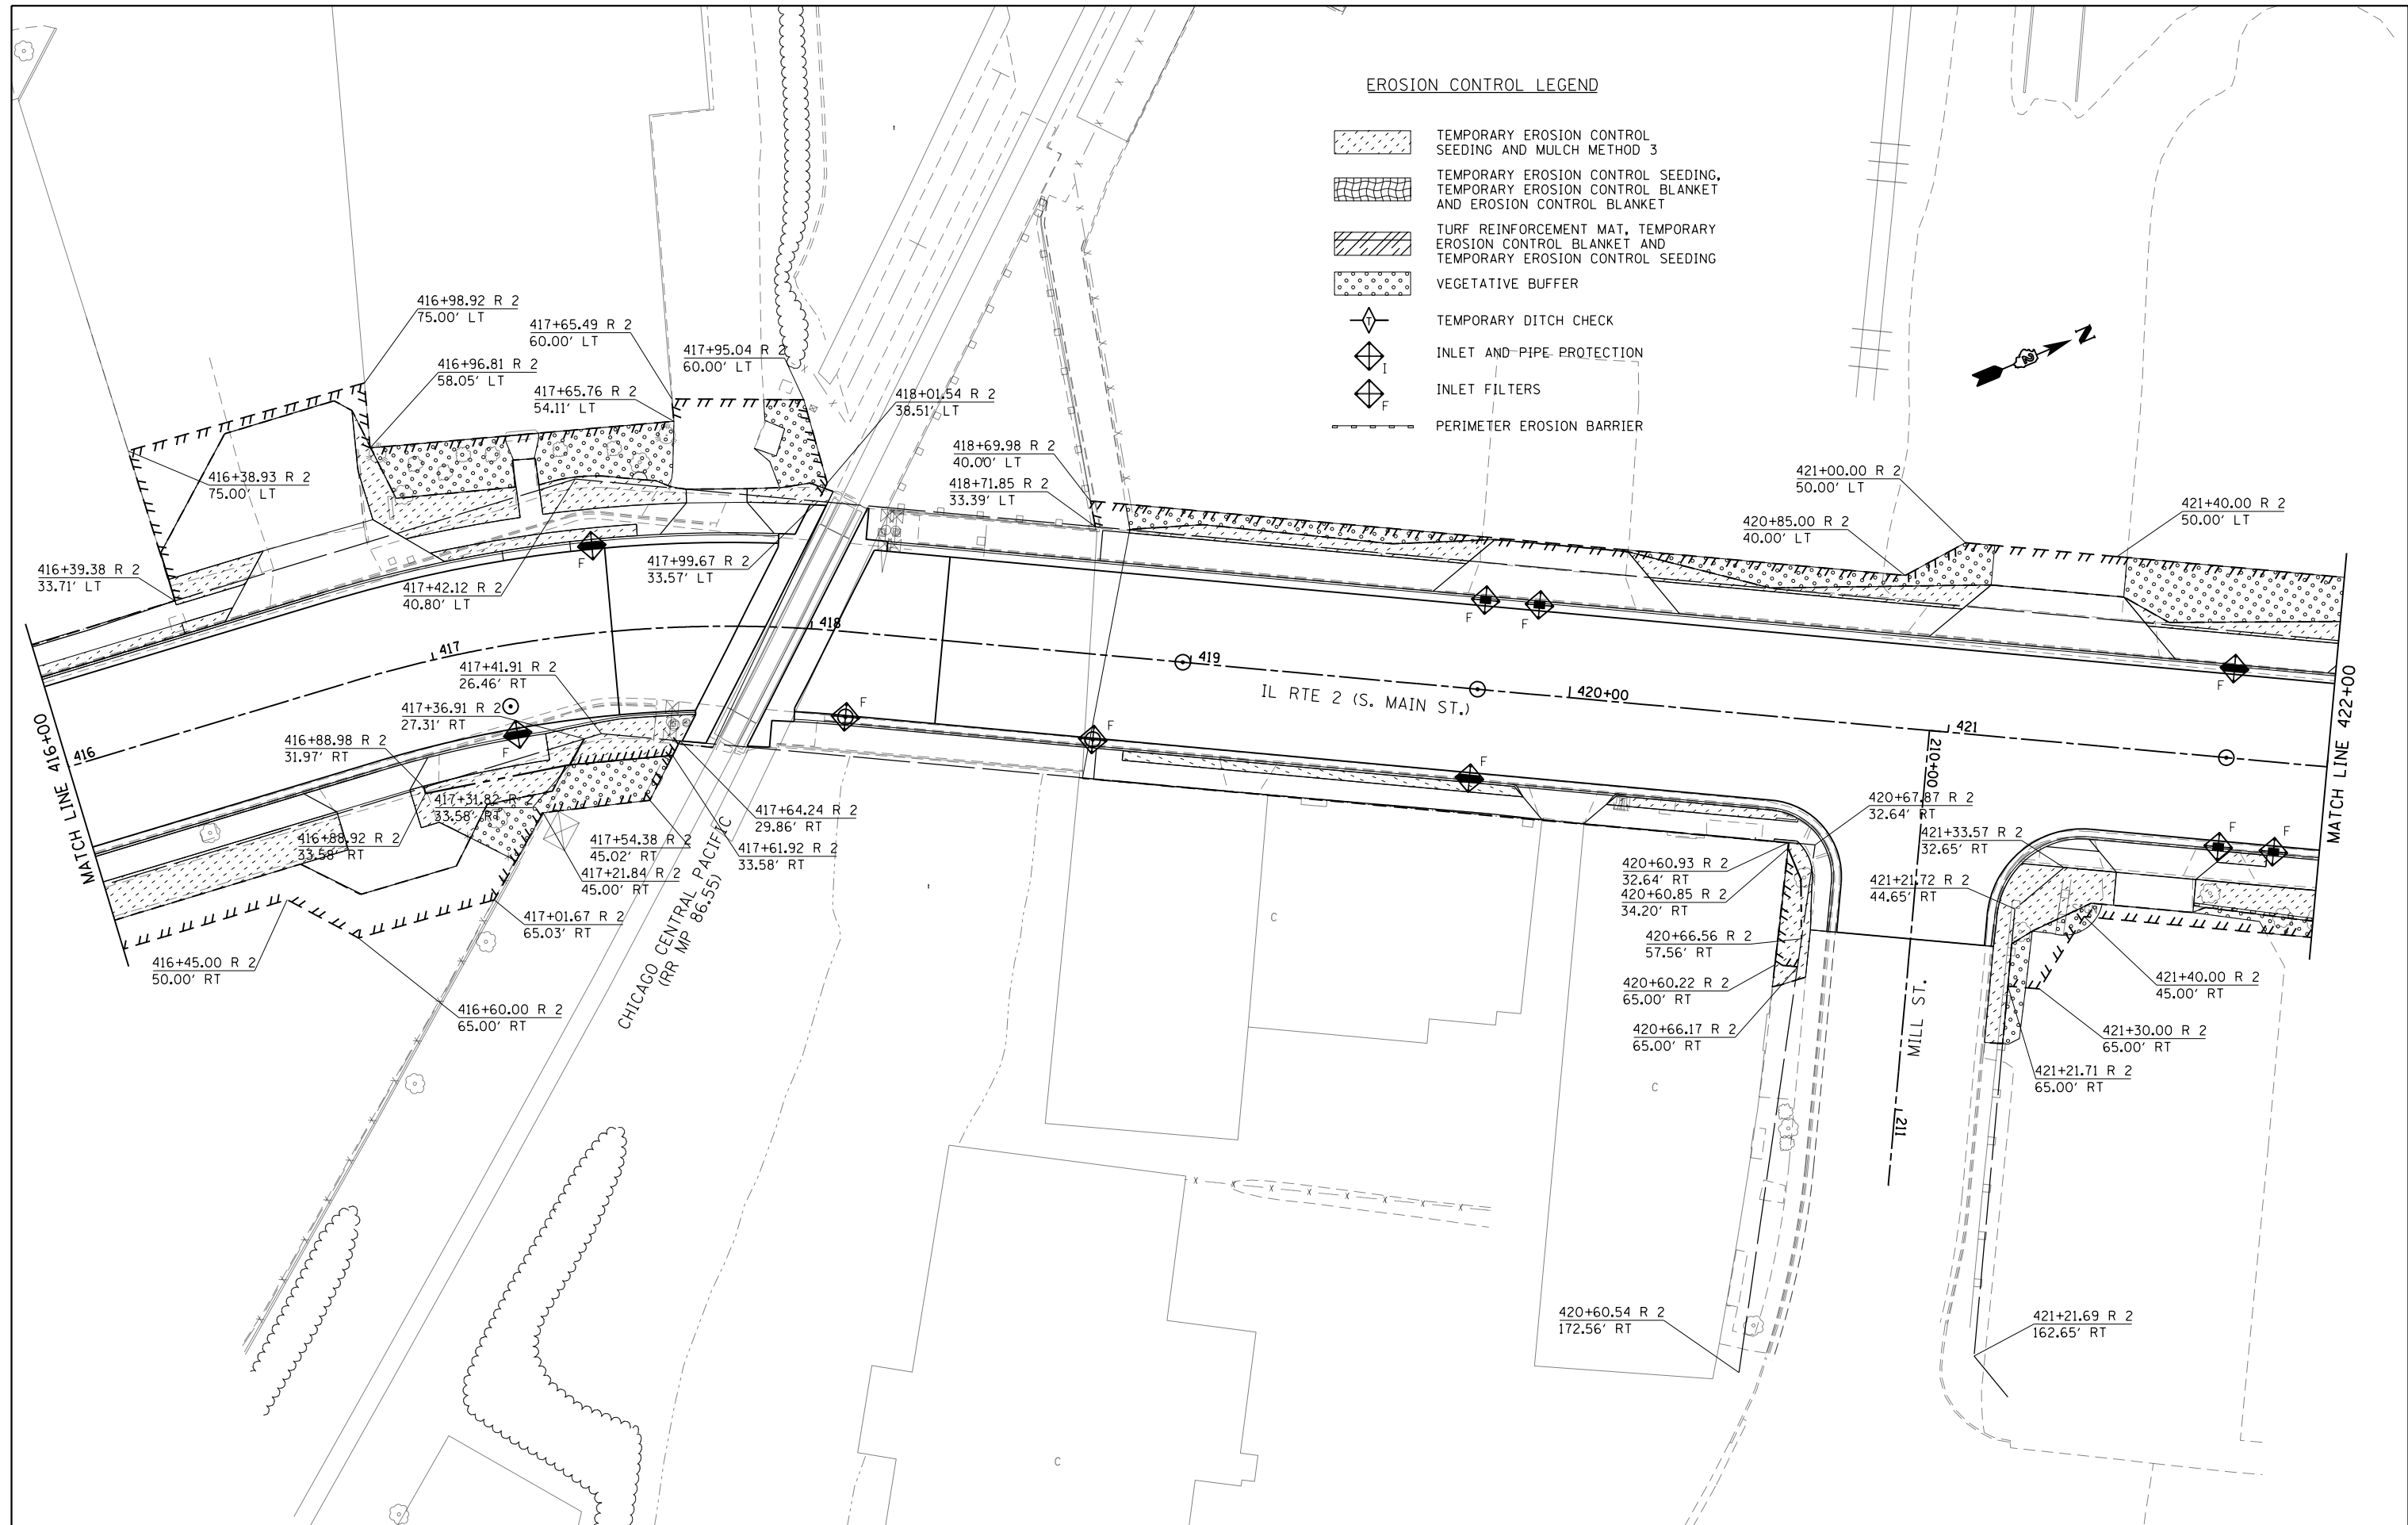 EROSION CONTROL LEGEND
TEMPORARY EROSION CONTROL
SEEDING AND MULCH METHOD 3
TEMPORARY EROSION CONTROL SEEDING,
TEMPORARY EROSION CONTROL BLANKET
AND EROSION CONTROL BLANKET
TURF REINFORCEMENT MAT, TEMPORARY
EROSION CONTROL BLANKET AND
TEMPORARY EROSION CONTROL SEEDING
VEGETATIVE BUFFER
T
TEMPORARY DITCH CHECK
I
INLET AND PIPE PROTECTION
F
INLET FILTERS
PERIMETER EROSION BARRIER
N
416+98.92 R 2
75.00' LT
417+65.49 R 2
60.00' LT
417+95.04 R 2
60.00' LT
416+96.81 R 2
58.05' LT
417+65.76 R 2
54.11' LT
418+01.54 R 2
38.51' LT
418+69.98 R 2
40.00' LT
418+71.85 R 2
33.39' LT
421+00.00 R 2
50.00' LT
420+85.00 R 2
40.00' LT
421+40.00 R 2
50.00' LT
416+38.93 R 2
75.00' LT
416+39.38 R 2
33.71' LT
417+42.12 R 2
40.80' LT
417+99.67 R 2
33.57' LT
F
F
F
F
417
418
419
420+00
421
416
IL RTE 2 (S. MAIN ST.)
MATCH LINE 416+00
MATCH LINE 422+00
417+41.91 R 2
26.46' RT
417+36.91 R 2
27.31' RT
416+88.98 R 2
31.97' RT
417+31.82 R 2
33.58' RT
416+88.92 R 2
33.58' RT
417+54.38 R 2
45.02' RT
417+21.84 R 2
45.00' RT
417+64.24 R 2
29.86' RT
417+61.92 R 2
33.58' RT
417+01.67 R 2
65.03' RT
416+45.00 R 2
50.00' RT
416+60.00 R 2
65.00' RT
F
F
F
F
F
F
CHICAGO CENTRAL PACIFIC
(RR MP 86.55)
210+00
MILL ST.
211
420+67.87 R 2
32.64' RT
421+33.57 R 2
32.65' RT
420+60.93 R 2
32.64' RT
420+60.85 R 2
34.20' RT
421+21.72 R 2
44.65' RT
420+66.56 R 2
57.56' RT
420+60.22 R 2
65.00' RT
420+66.17 R 2
65.00' RT
421+40.00 R 2
45.00' RT
421+30.00 R 2
65.00' RT
421+21.71 R 2
65.00' RT
420+60.54 R 2
172.56' RT
421+21.69 R 2
162.65' RT
C
C
C